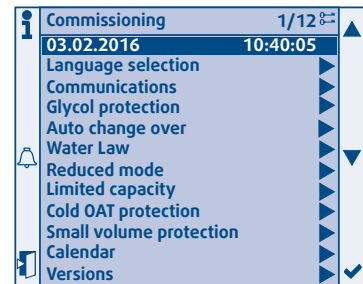 Commissioning 1/12
03.02.2016 10:40:05
Language selection
Communications
Glycol protection
Auto change over
Water Law
Reduced mode
Limited capacity
Cold OAT protection
Small volume protection
Calendar
Versions